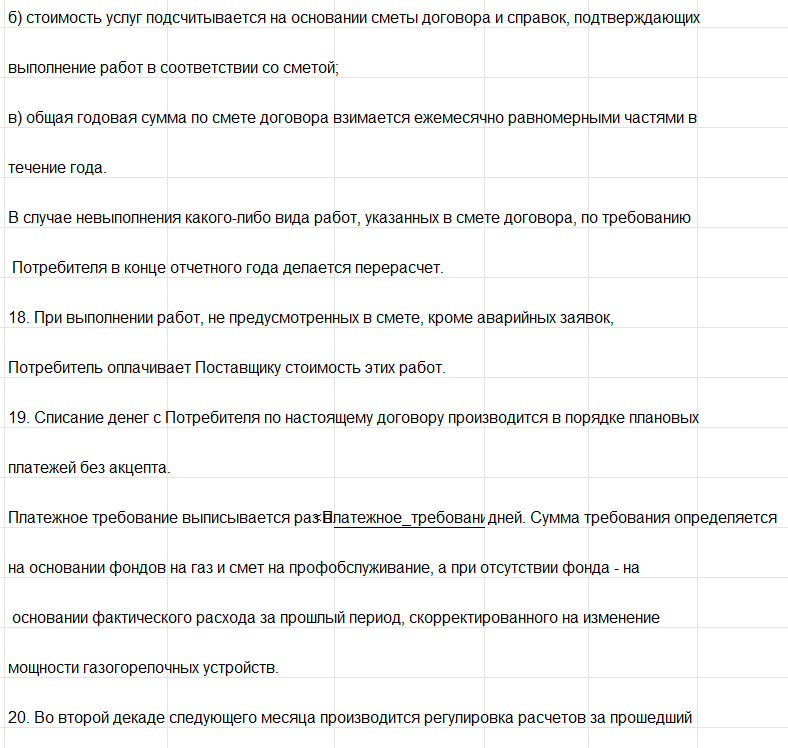 б) стоимость услуг подсчитывается на основании сметы договора и справок, подтверждающих
выполнение работ в соответствии со сметой;
в) общая годовая сумма по смете договора взимается ежемесячно равномерными частями в
течение года.
В случае невыполнения какого-либо вида работ, указанных в смете договора, по требованию
Потребителя в конце отчетного года делается перерасчет.
18. При выполнении работ, не предусмотренных в смете, кроме аварийных заявок,
Потребитель оплачивает Поставщику стоимость этих работ.
19. Списание денег с Потребителя по настоящему договору производится в порядке плановых
платежей без акцепта.
Платежное требование выписывается раз в <Платежное_требовани дней. Сумма требования определяется
на основании фондов на газ и смет на профобслуживание, а при отсутствии фонда - на
основании фактического расхода за прошлый период, скорректированного на изменение
мощности газогорелочных устройств.
20. Во второй декаде следующего месяца производится регулировка расчетов за прошедший